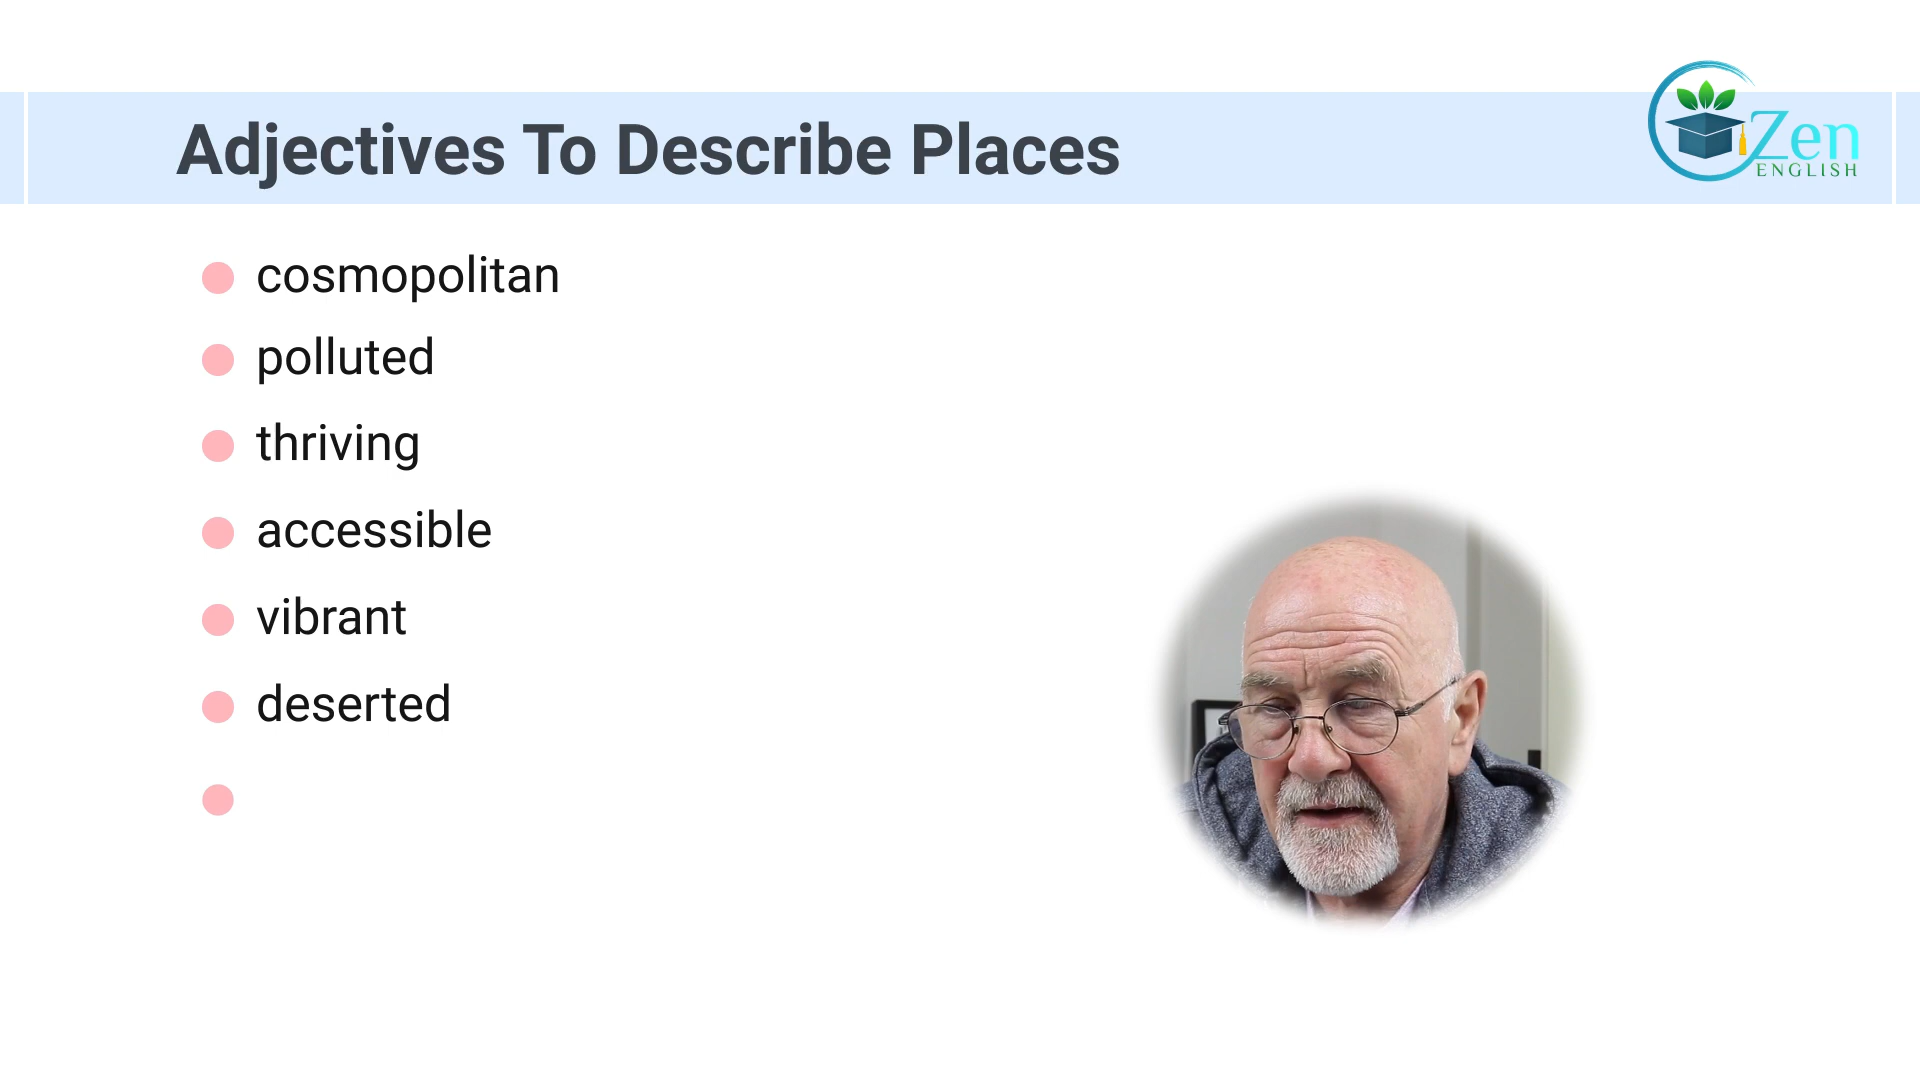 Adjectives To Describe Places
Zen
ENGLISH
cosmopolitan
polluted
thriving
accessible
vibrant
deserted